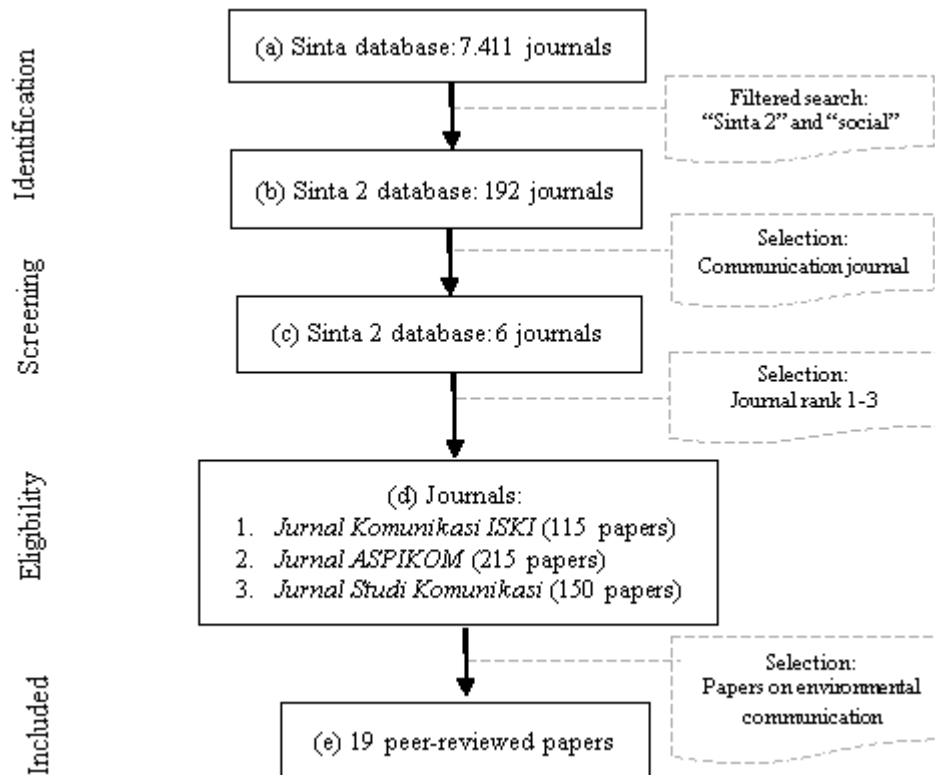 Identification
Screening
Eligibility
Included
(a) Sinta database: 7.411 journals
Filtered search:
“Sinta 2” and “social”
(b) Sinta 2 database: 192 journals
Selection:
Communication journal
(c) Sinta 2 database: 6 journals
Selection:
Journal rank 1-3
(d) Journals:
1. Jurnal Komunikasi ISKI (115 papers)
2. Jurnal ASPIKOM (215 papers)
3. Jurnal Studi Komunikasi (150 papers)
Selection:
Papers on environmental
communication
(e) 19 peer-reviewed papers